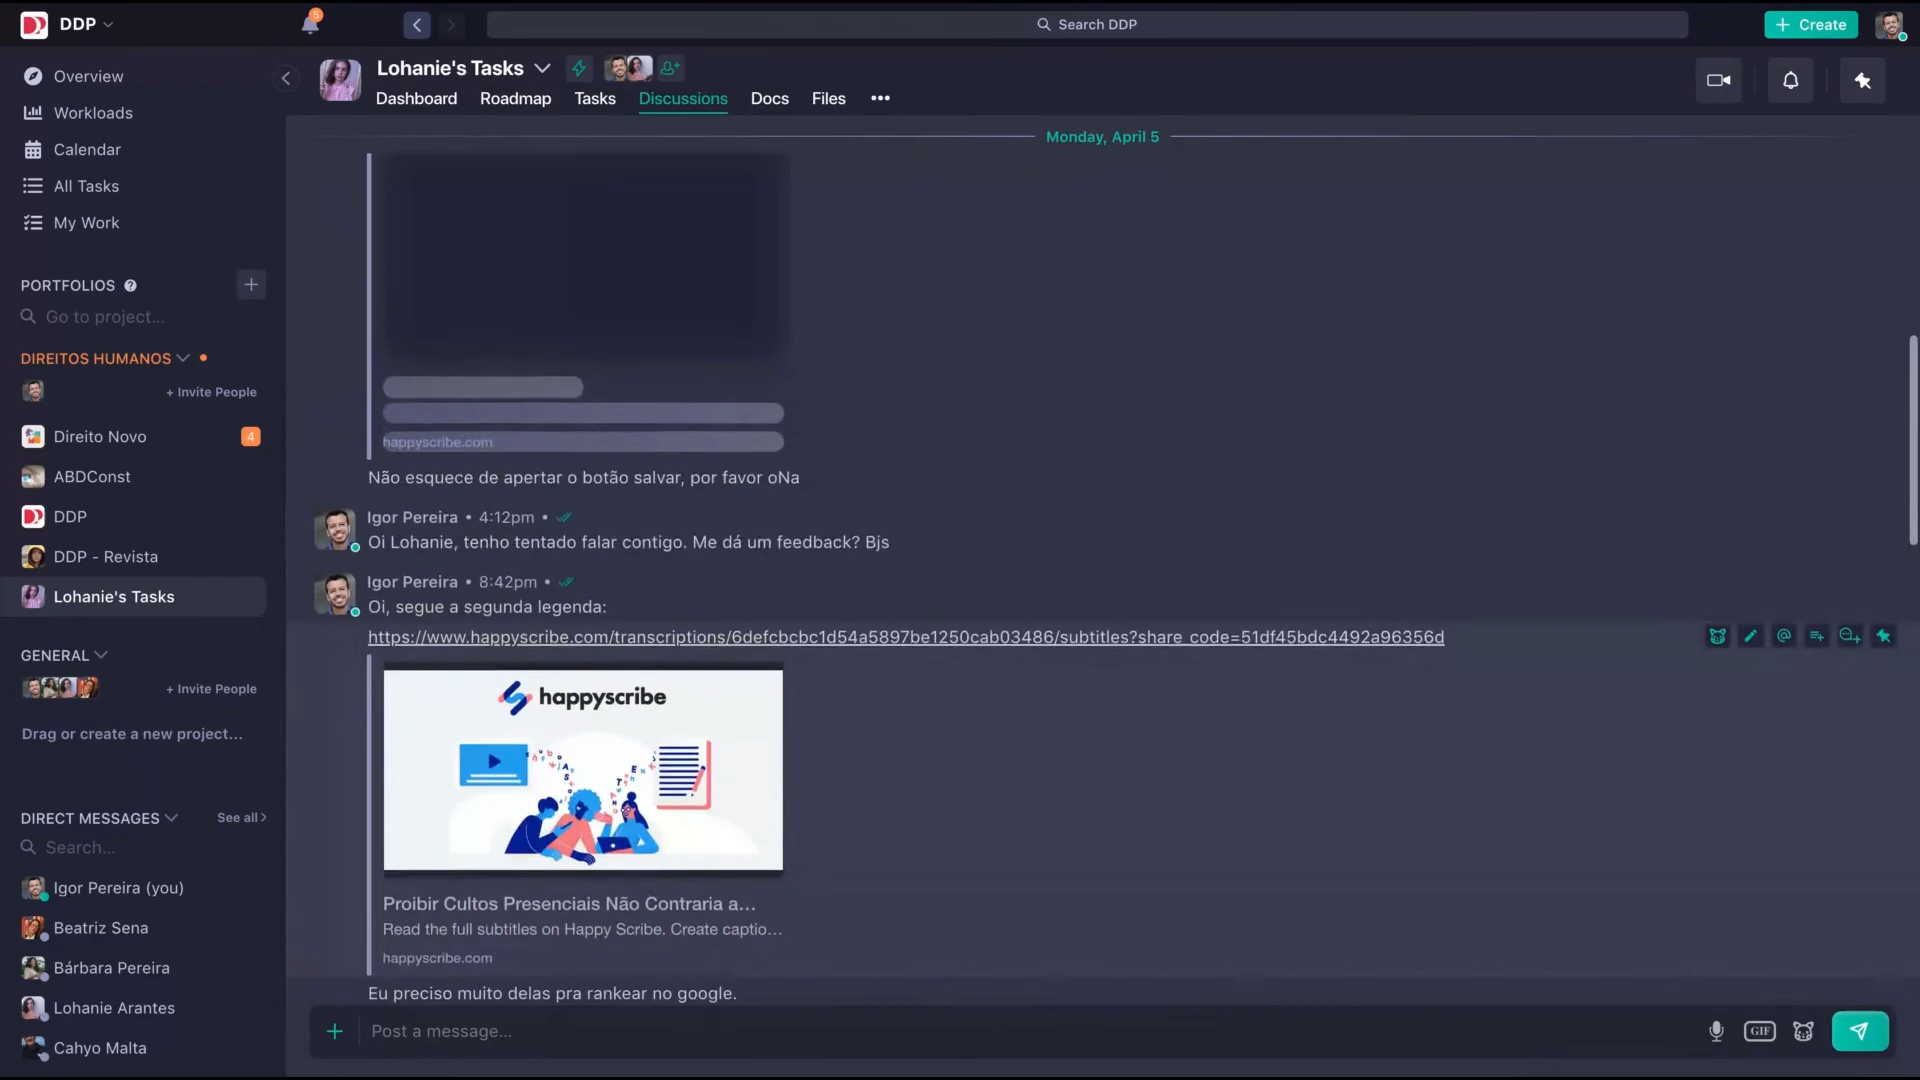 DDP
5
Search DDP
Create
Overview
Workloads
Calendar
All Tasks
My Work
PORTFOLIOS ?
Go to project...
DIREITOS HUMANOS
+ Invite People
Direito Novo
4
ABDConst
DDP
DDP - Revista
Lohanie's Tasks
GENERAL
+ Invite People
Drag or create a new project...
DIRECT MESSAGES
See all
Search...
Igor Pereira (you)
Beatriz Sena
Bárbara Pereira
Lohanie Arantes
Cahyo Malta
Lohanie's Tasks
Dashboard
Roadmap
Tasks
Discussions
Docs
Files
Monday, April 5
happyscribe.com
Não esquece de apertar o botão salvar, por favor oNa
Igor Pereira • 4:12pm •
Oi Lohanie, tenho tentado falar contigo. Me dá um feedback? Bjs
Igor Pereira • 8:42pm •
Oi, segue a segunda legenda:
https://www.happyscribe.com/transcriptions/6defcbcbc1d54a5897be1250cab03486/subtitles?share_code=51df45bdc4492a96356d
happyscribe
Proibir Cultos Presenciais Não Contraria a...
Read the full subtitles on Happy Scribe. Create captio...
happyscribe.com
Eu preciso muito delas pra rankear no google.
Post a message...
GIF